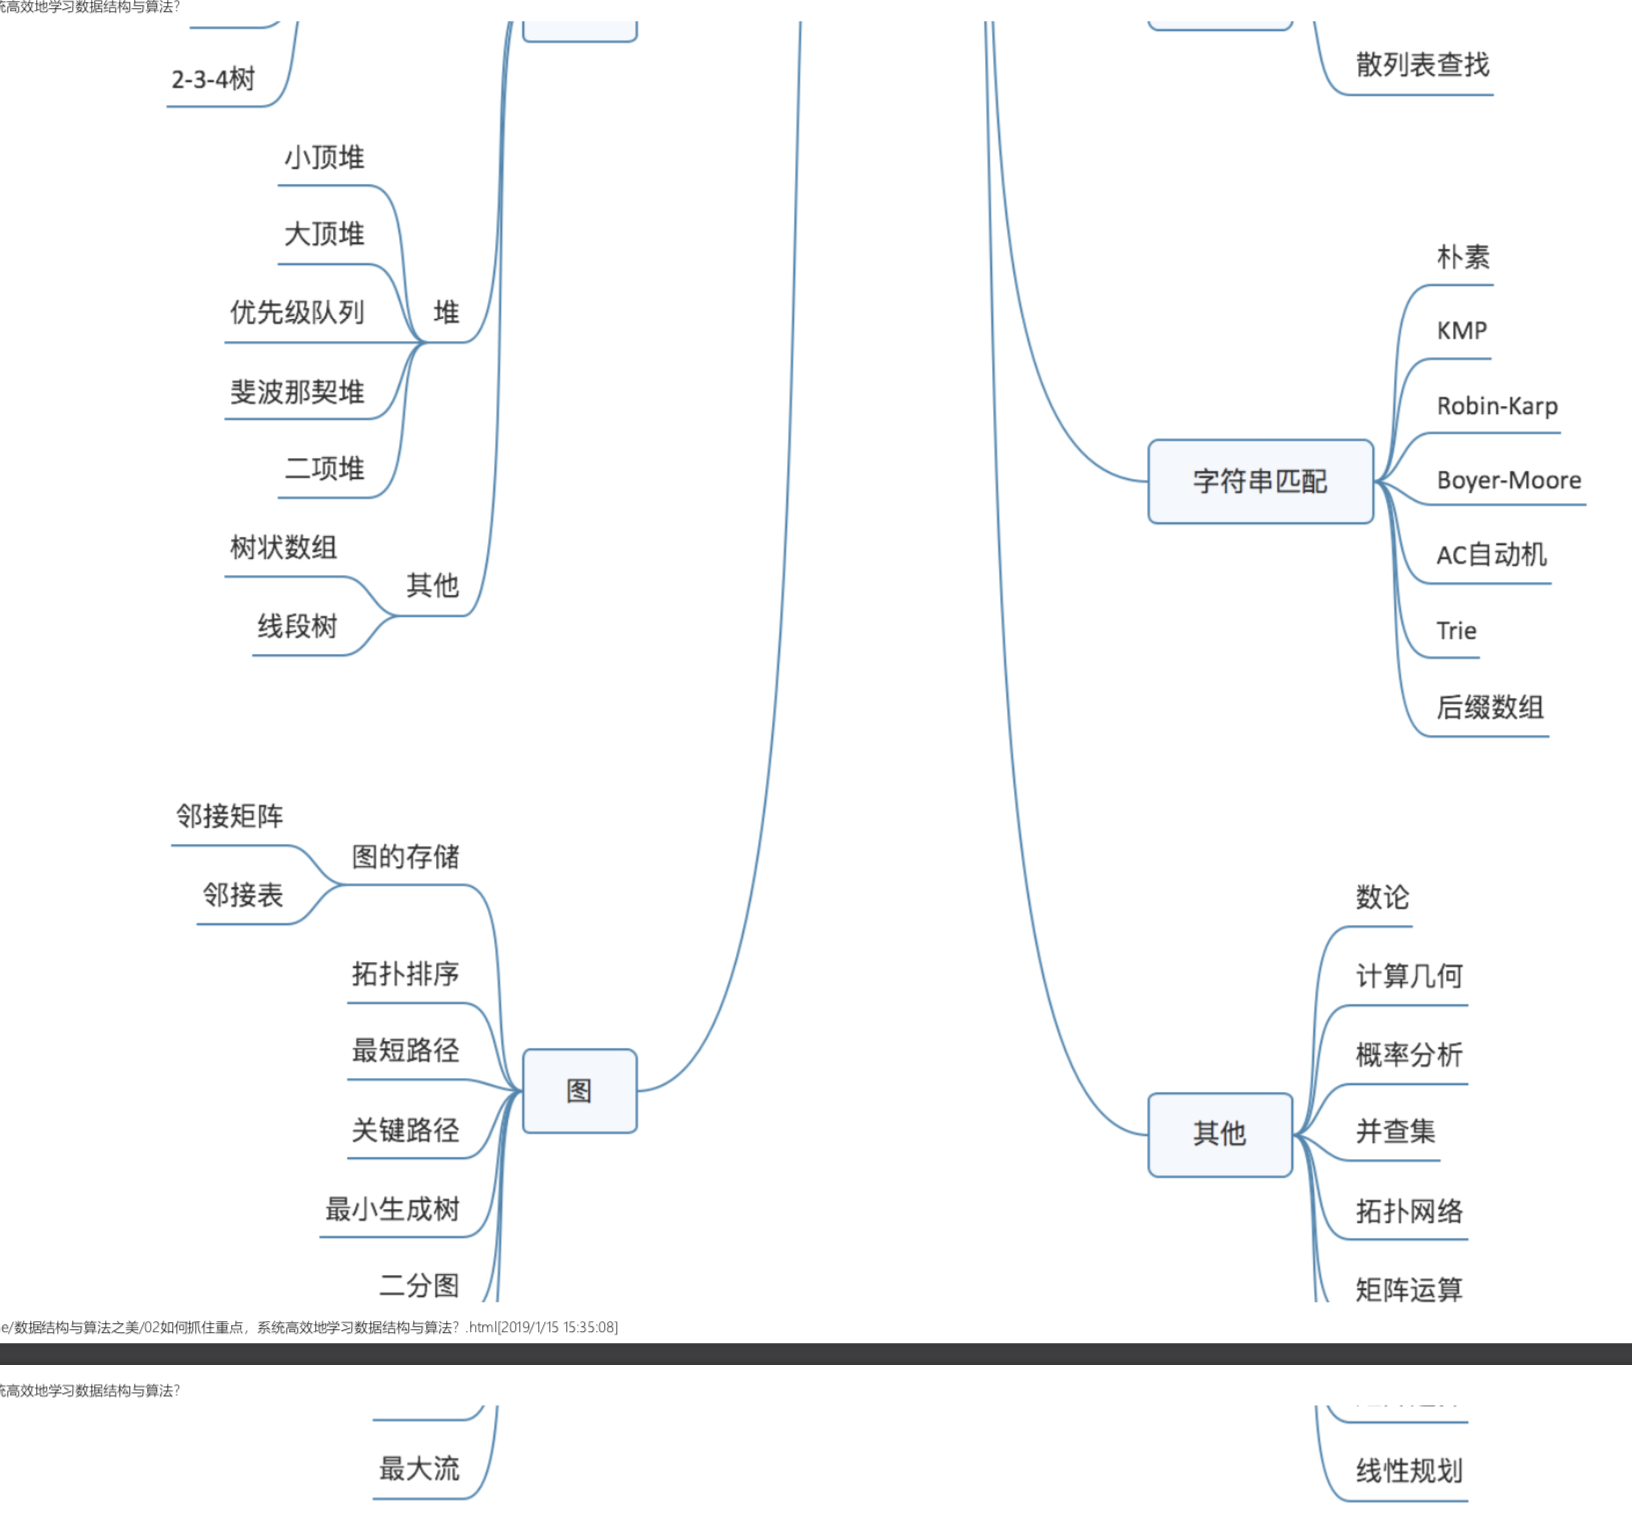 统高效地学习数据结构与算法？
2-3-4树
小顶堆
大顶堆
优先级队列
堆
斐波那契堆
二项堆
树状数组
其他
线段树
邻接矩阵
图的存储
邻接表
拓扑排序
最短路径
图
关键路径
最小生成树
二分图
散列表查找
朴素
KMP
Robin-Karp
字符串匹配
Boyer-Moore
AC自动机
Trie
后缀数组
数论
计算几何
概率分析
其他
并查集
拓扑网络
矩阵运算
e/数据结构与算法之美/02如何抓住重点，系统高效地学习数据结构与算法？.html[2019/1/15 15:35:08]
统高效地学习数据结构与算法？
最大流
线性规划